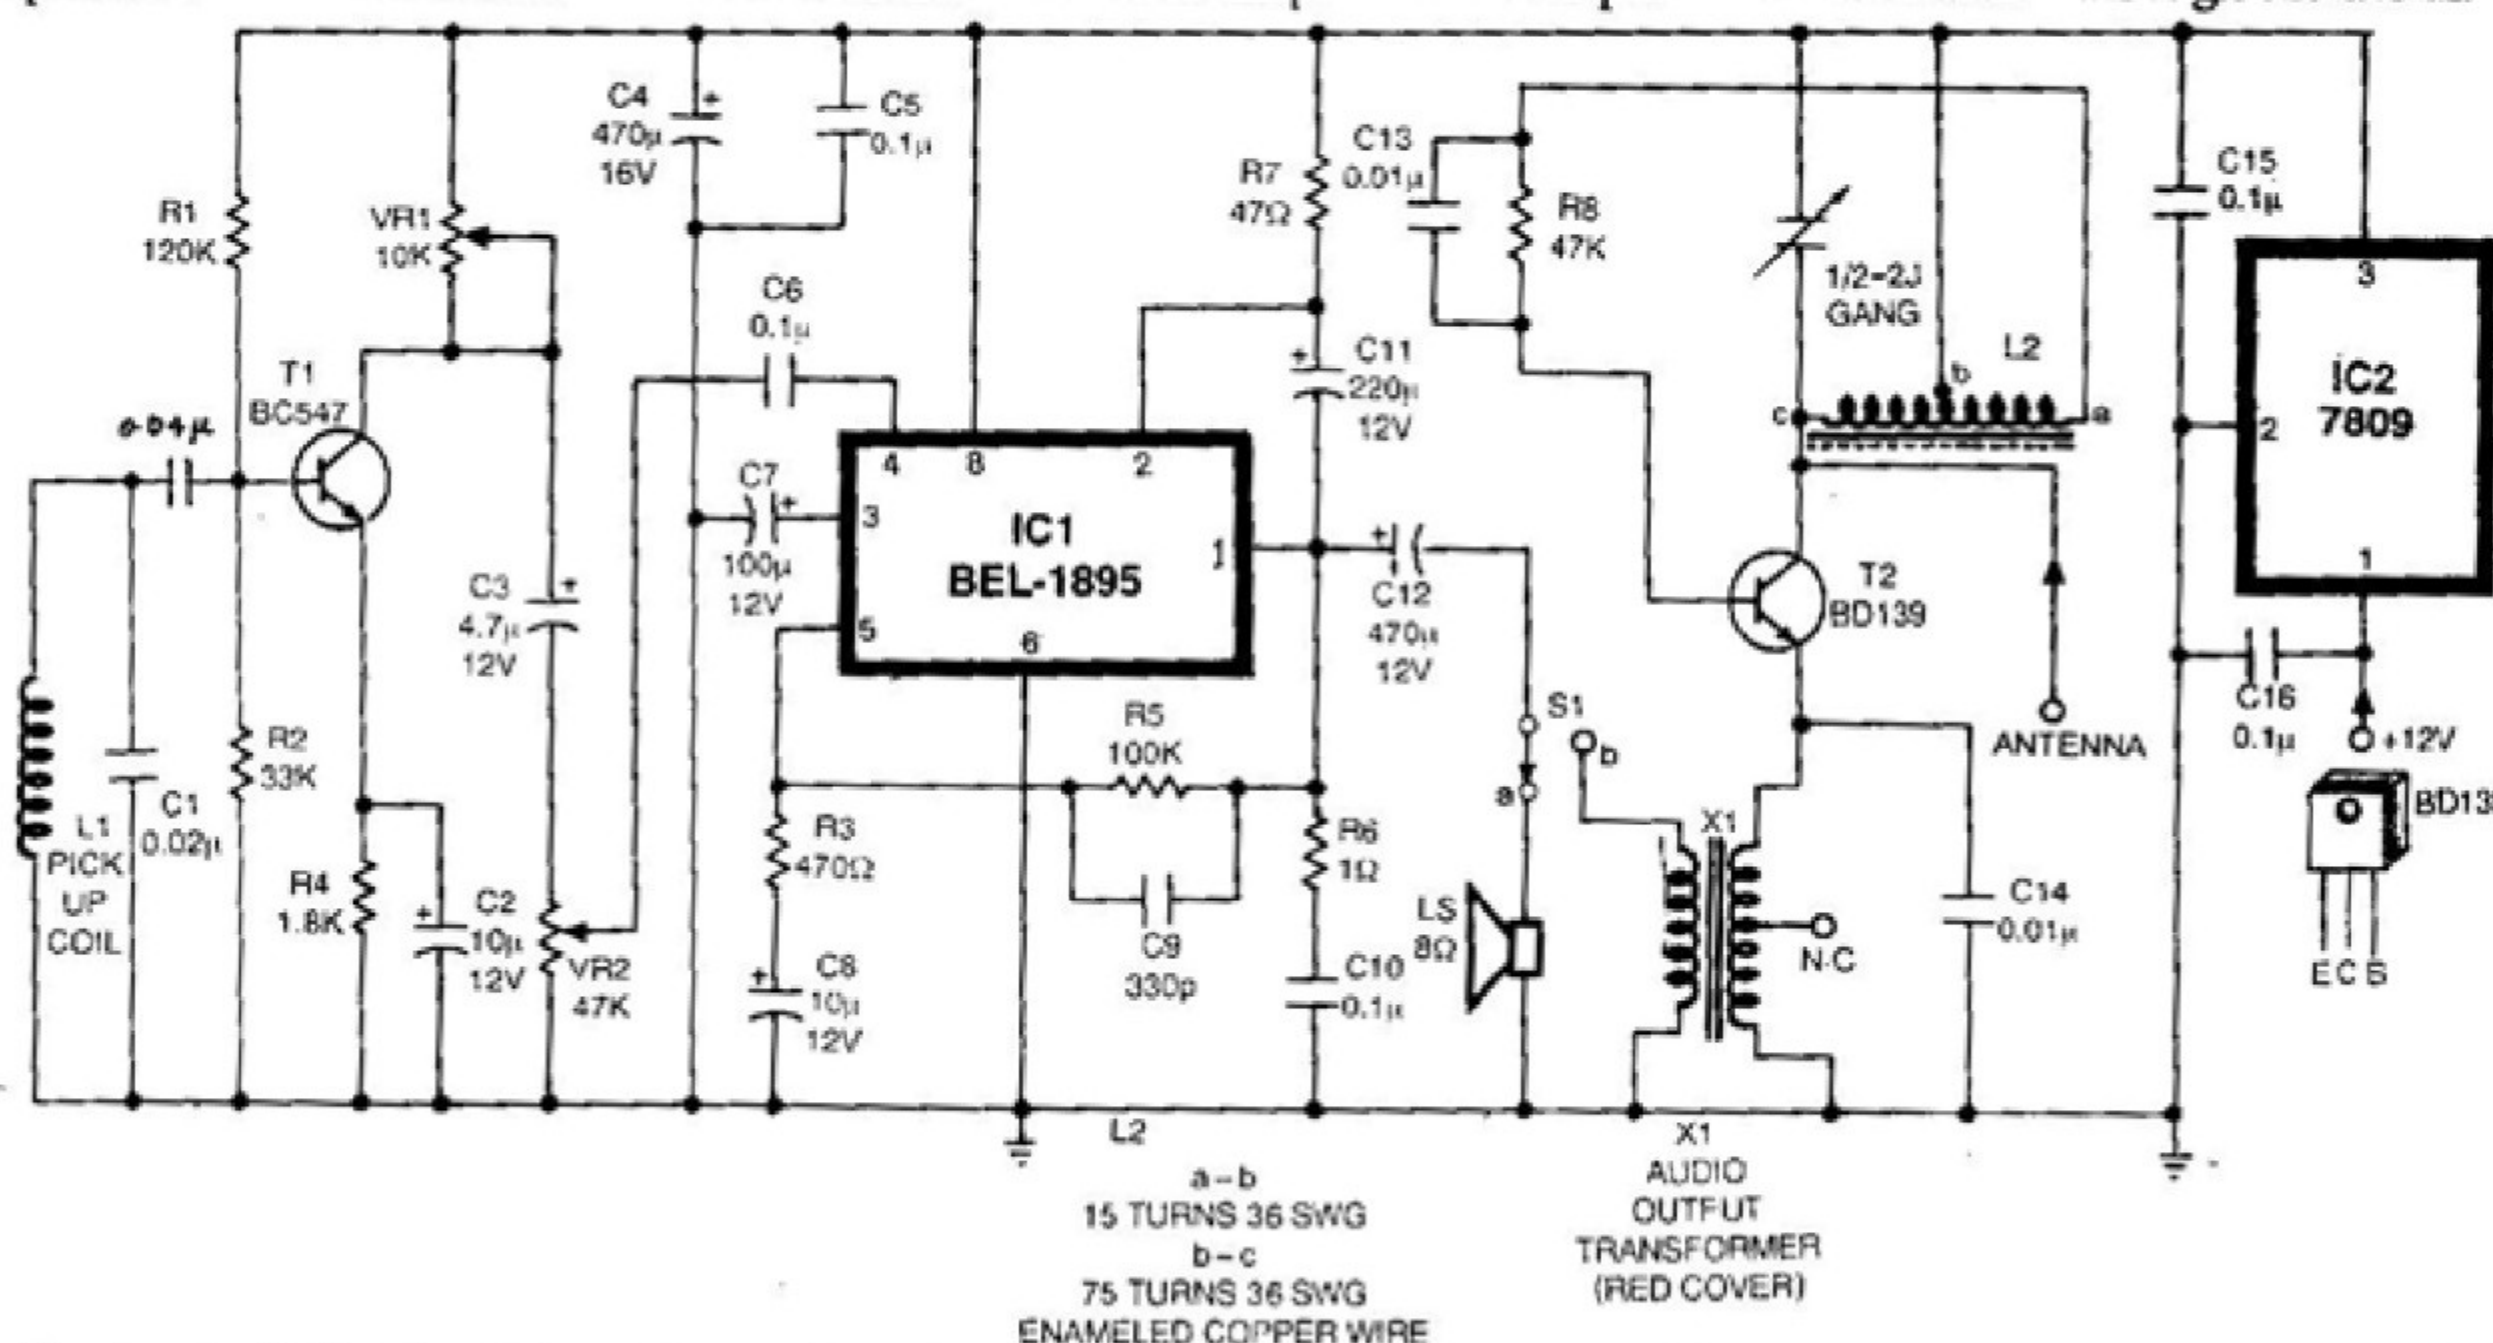 C4
470µ
16V
C5
0.1µ
R1
120K
VR1
10K
C6
0.1µ
R7
47Ω
C13
0.01µ
R8
47K
1/2-2J
GANG
C15
0.1µ
3
IC2
7809
2
1
C11
220µ
12V
L2
b
c
a
T1
BC547
0.04µ
4
8
2
C7
100µ
12V
3
IC1
BEL-1895
1
5
6
C12
470µ
12V
T2
BD139
C3
4.7µ
12V
R2
33K
C1
0.02µ
L1
PICK
UP
COIL
R4
1.8K
C2
10µ
12V
VR2
47K
R3
470Ω
C8
10µ
12V
R5
100K
C9
330p
R6
1Ω
C10
0.1µ
S1
b
a
LS
8Ω
X1
N.C
C14
0.01µ
ANTENNA
C16
0.1µ
+12V
BD13
E C B
L2
a-b
15 TURNS 36 SWG
b-c
75 TURNS 36 SWG
ENAMELED COPPER WIRE
X1
AUDIO
OUTPUT
TRANSFORMER
(RED COVER)